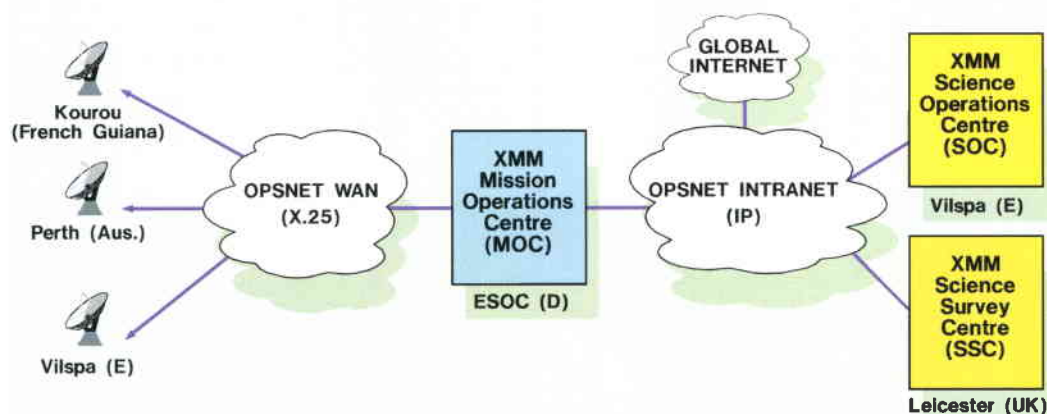 Kourou
(French Guiana)
Perth (Aus.)
Vilspa (E)
OPSNET WAN
(X.25)
XMM
Mission
Operations
Centre
(MOC)
ESOC (D)
GLOBAL
INTERNET
OPSNET INTRANET
(IP)
XMM
Science
Operations
Centre
(SOC)
Vilspa (E)
XMM
Science
Survey
Centre
(SSC)
Leicester (UK)